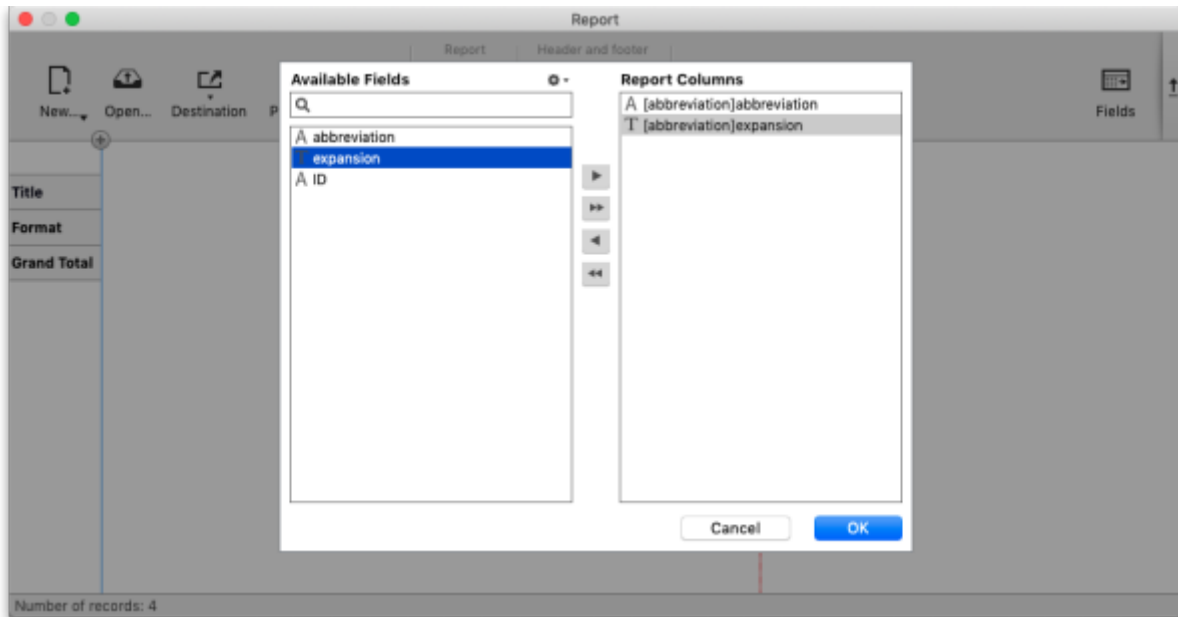 Report
Report Header and footer
New... Open... Destination P Fields
Available Fields
abbreviation
expansion
ID
Report Columns
[abbreviation]abbreviation
[abbreviation]expansion
Title
Format
Grand Total
Cancel OK
Number of records: 4